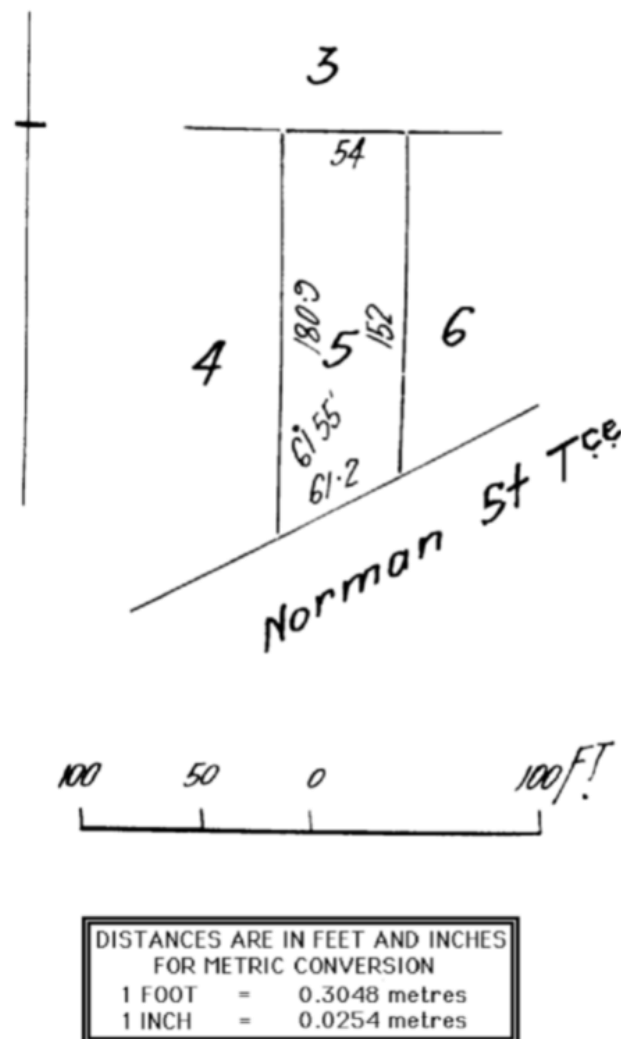 3
54
180·9
152
5
6
4
61°55'
61·2
Norman St Tce
100 50 0 100 FT.
DISTANCES ARE IN FEET AND INCHES
FOR METRIC CONVERSION
1 FOOT = 0.3048 metres
1 INCH = 0.0254 metres